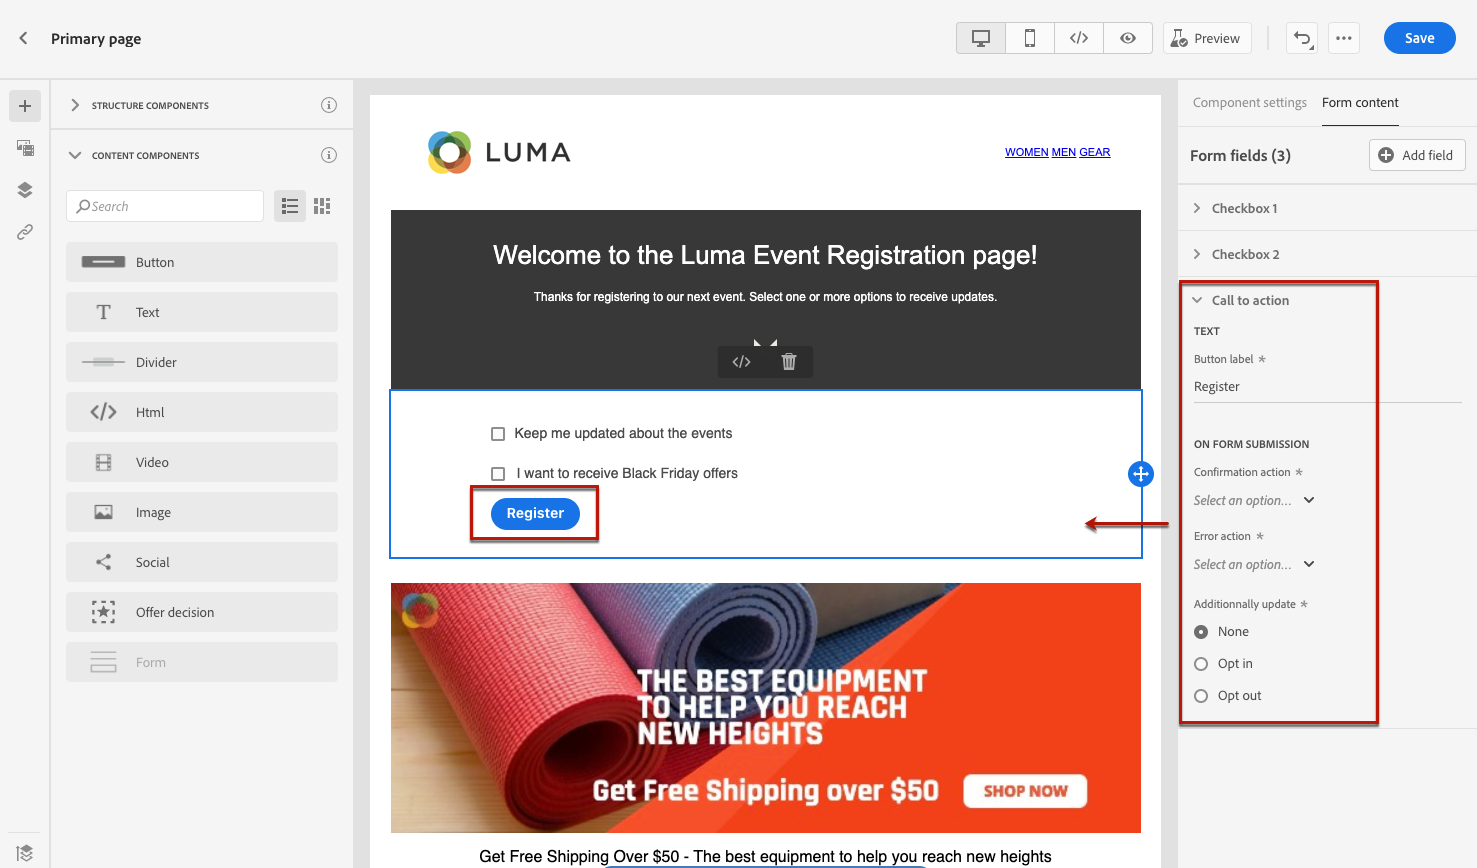 Primary page
Preview
Save
STRUCTURE COMPONENTS
CONTENT COMPONENTS
Search
Button
Text
Divider
Html
Video
Image
Social
Offer decision
Form
LUMA
WOMEN MEN GEAR
Welcome to the Luma Event Registration page!
Thanks for registering to our next event. Select one or more options to receive updates.
Keep me updated about the events
I want to receive Black Friday offers
Register
THE BEST EQUIPMENT
TO HELP YOU REACH
NEW HEIGHTS
Get Free Shipping over $50
SHOP NOW
Get Free Shipping Over $50 - The best equipment to help you reach new heights
Component settings
Form content
Form fields (3)
Add field
Checkbox 1
Checkbox 2
Call to action
TEXT
Button label *
Register
ON FORM SUBMISSION
Confirmation action *
Select an option...
Error action *
Select an option...
Additionnally update *
None
Opt in
Opt out